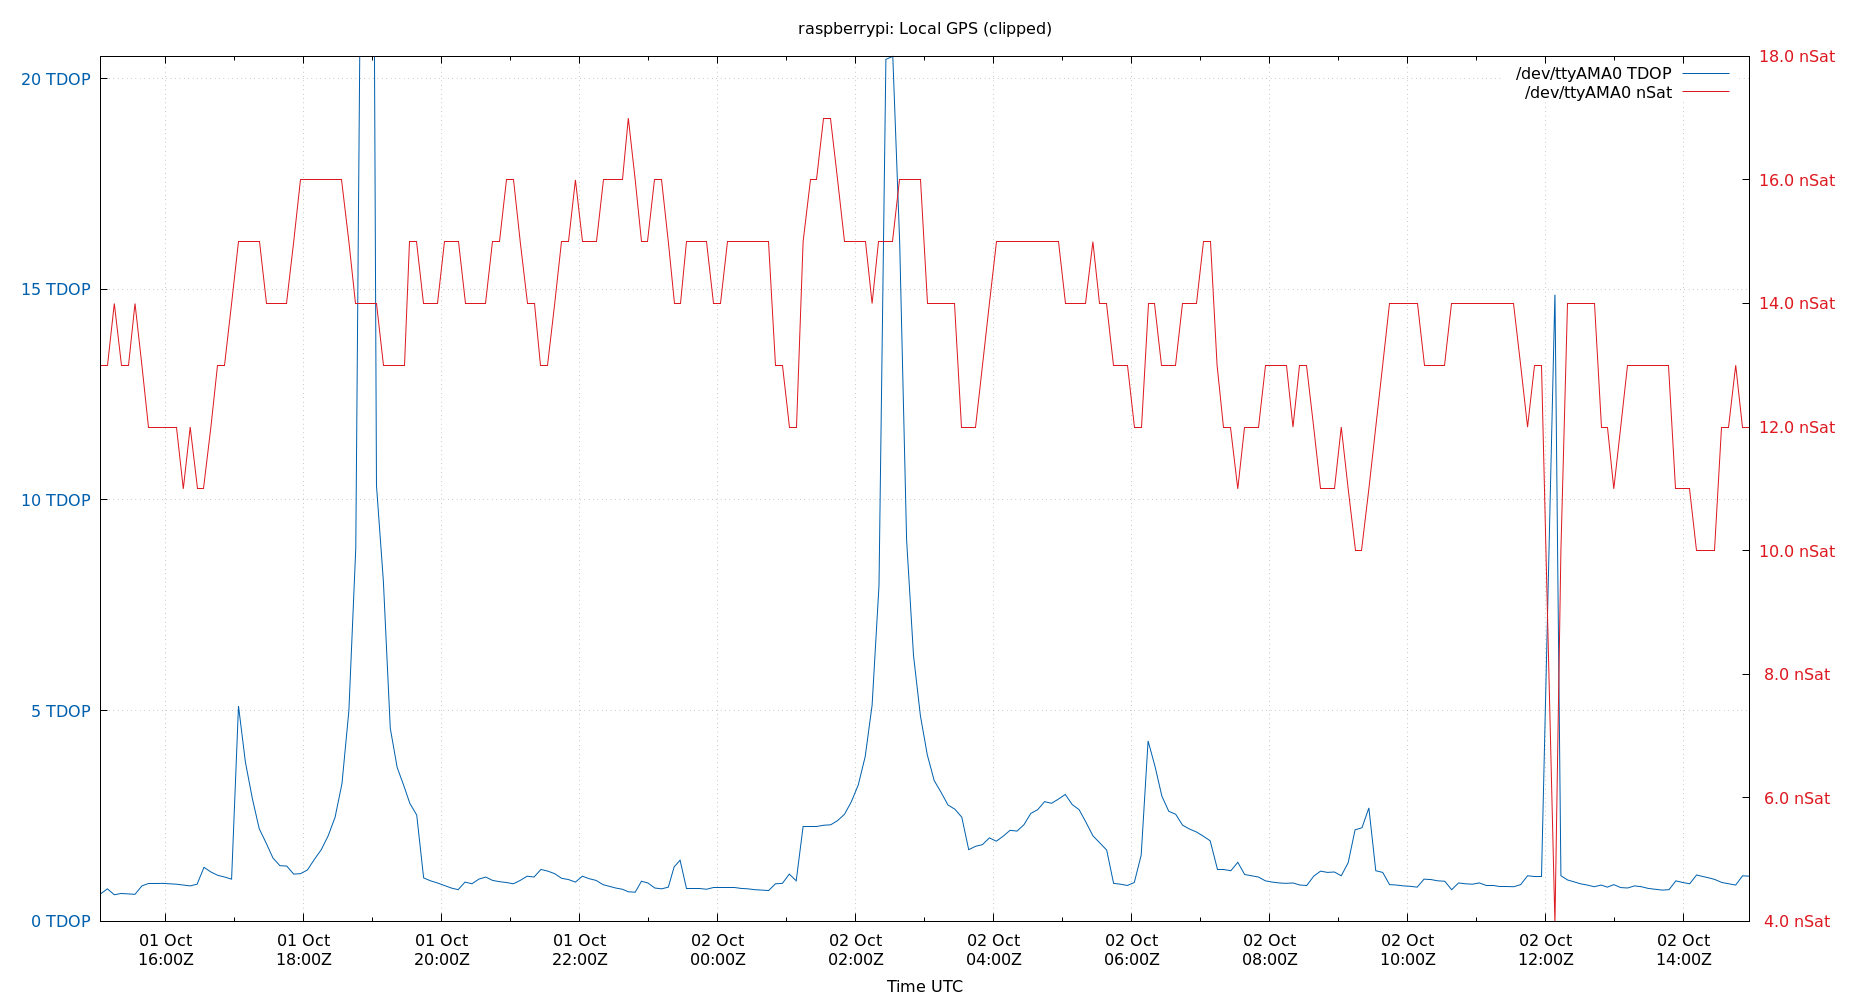 raspberrypi: Local GPS (clipped)
/dev/ttyAMA0 TDOP
/dev/ttyAMA0 nSat
20 TDOP
15 TDOP
10 TDOP
5 TDOP
0 TDOP
18.0 nSat
16.0 nSat
14.0 nSat
12.0 nSat
10.0 nSat
8.0 nSat
6.0 nSat
4.0 nSat
01 Oct
16:00Z
01 Oct
18:00Z
01 Oct
20:00Z
01 Oct
22:00Z
02 Oct
00:00Z
02 Oct
02:00Z
02 Oct
04:00Z
02 Oct
06:00Z
02 Oct
08:00Z
02 Oct
10:00Z
02 Oct
12:00Z
02 Oct
14:00Z
Time UTC